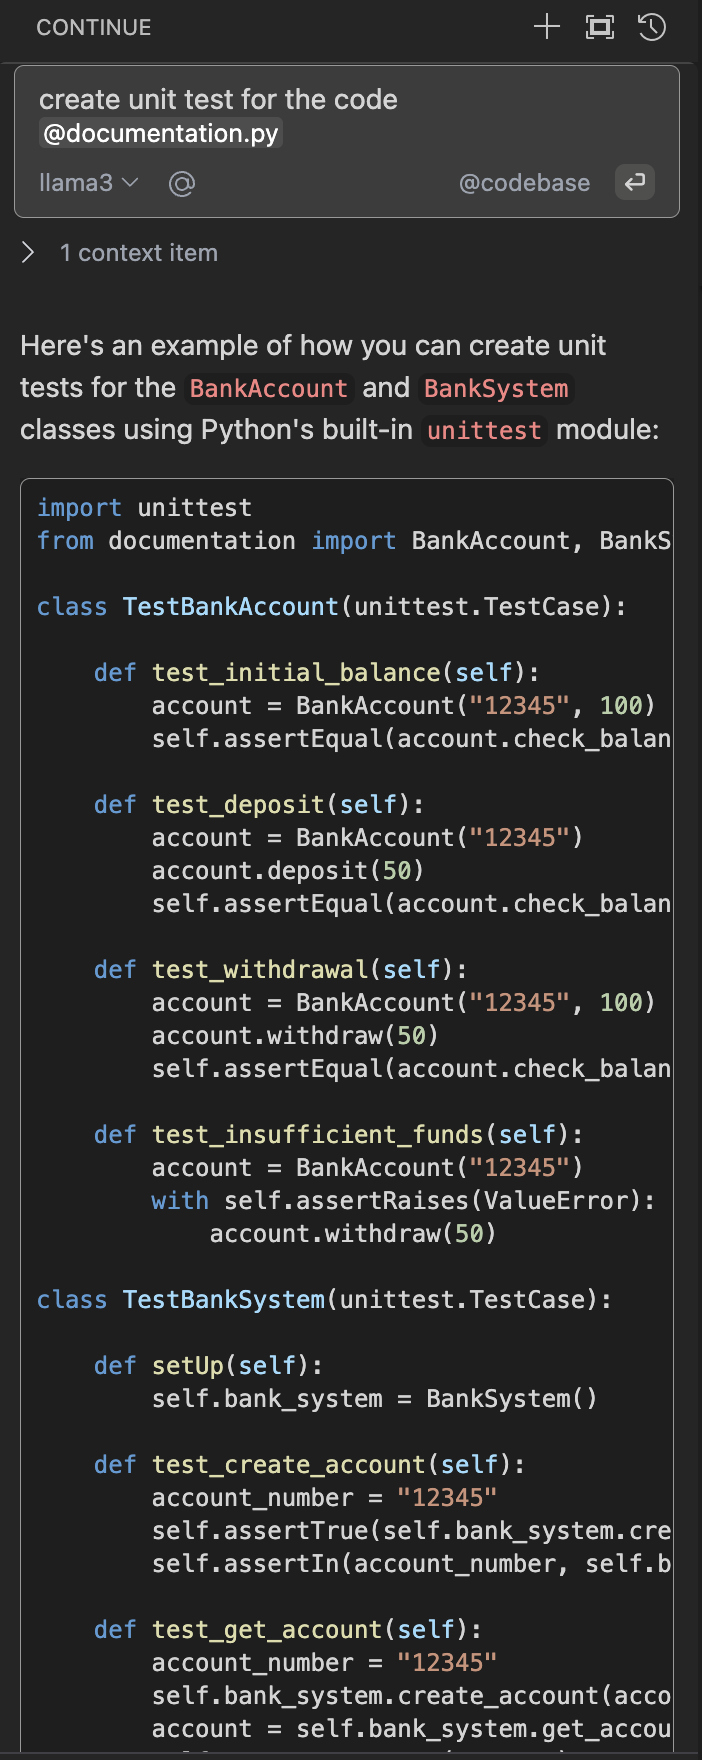 CONTINUE
create unit test for the code
@documentation.py
llama3 @ @codebase
1 context item
Here's an example of how you can create unit
tests for the BankAccount and BankSystem
classes using Python's built-in unittest module:
import unittest
from documentation import BankAccount, BankS
class TestBankAccount(unittest.TestCase):
    def test_initial_balance(self):
        account = BankAccount("12345", 100)
        self.assertEqual(account.check_balan
    def test_deposit(self):
        account = BankAccount("12345")
        account.deposit(50)
        self.assertEqual(account.check_balan
    def test_withdrawal(self):
        account = BankAccount("12345", 100)
        account.withdraw(50)
        self.assertEqual(account.check_balan
    def test_insufficient_funds(self):
        account = BankAccount("12345")
        with self.assertRaises(ValueError):
            account.withdraw(50)
class TestBankSystem(unittest.TestCase):
    def setUp(self):
        self.bank_system = BankSystem()
    def test_create_account(self):
        account_number = "12345"
        self.assertTrue(self.bank_system.cre
        self.assertIn(account_number, self.b
    def test_get_account(self):
        account_number = "12345"
        self.bank_system.create_account(acco
        account = self.bank_system.get_accou